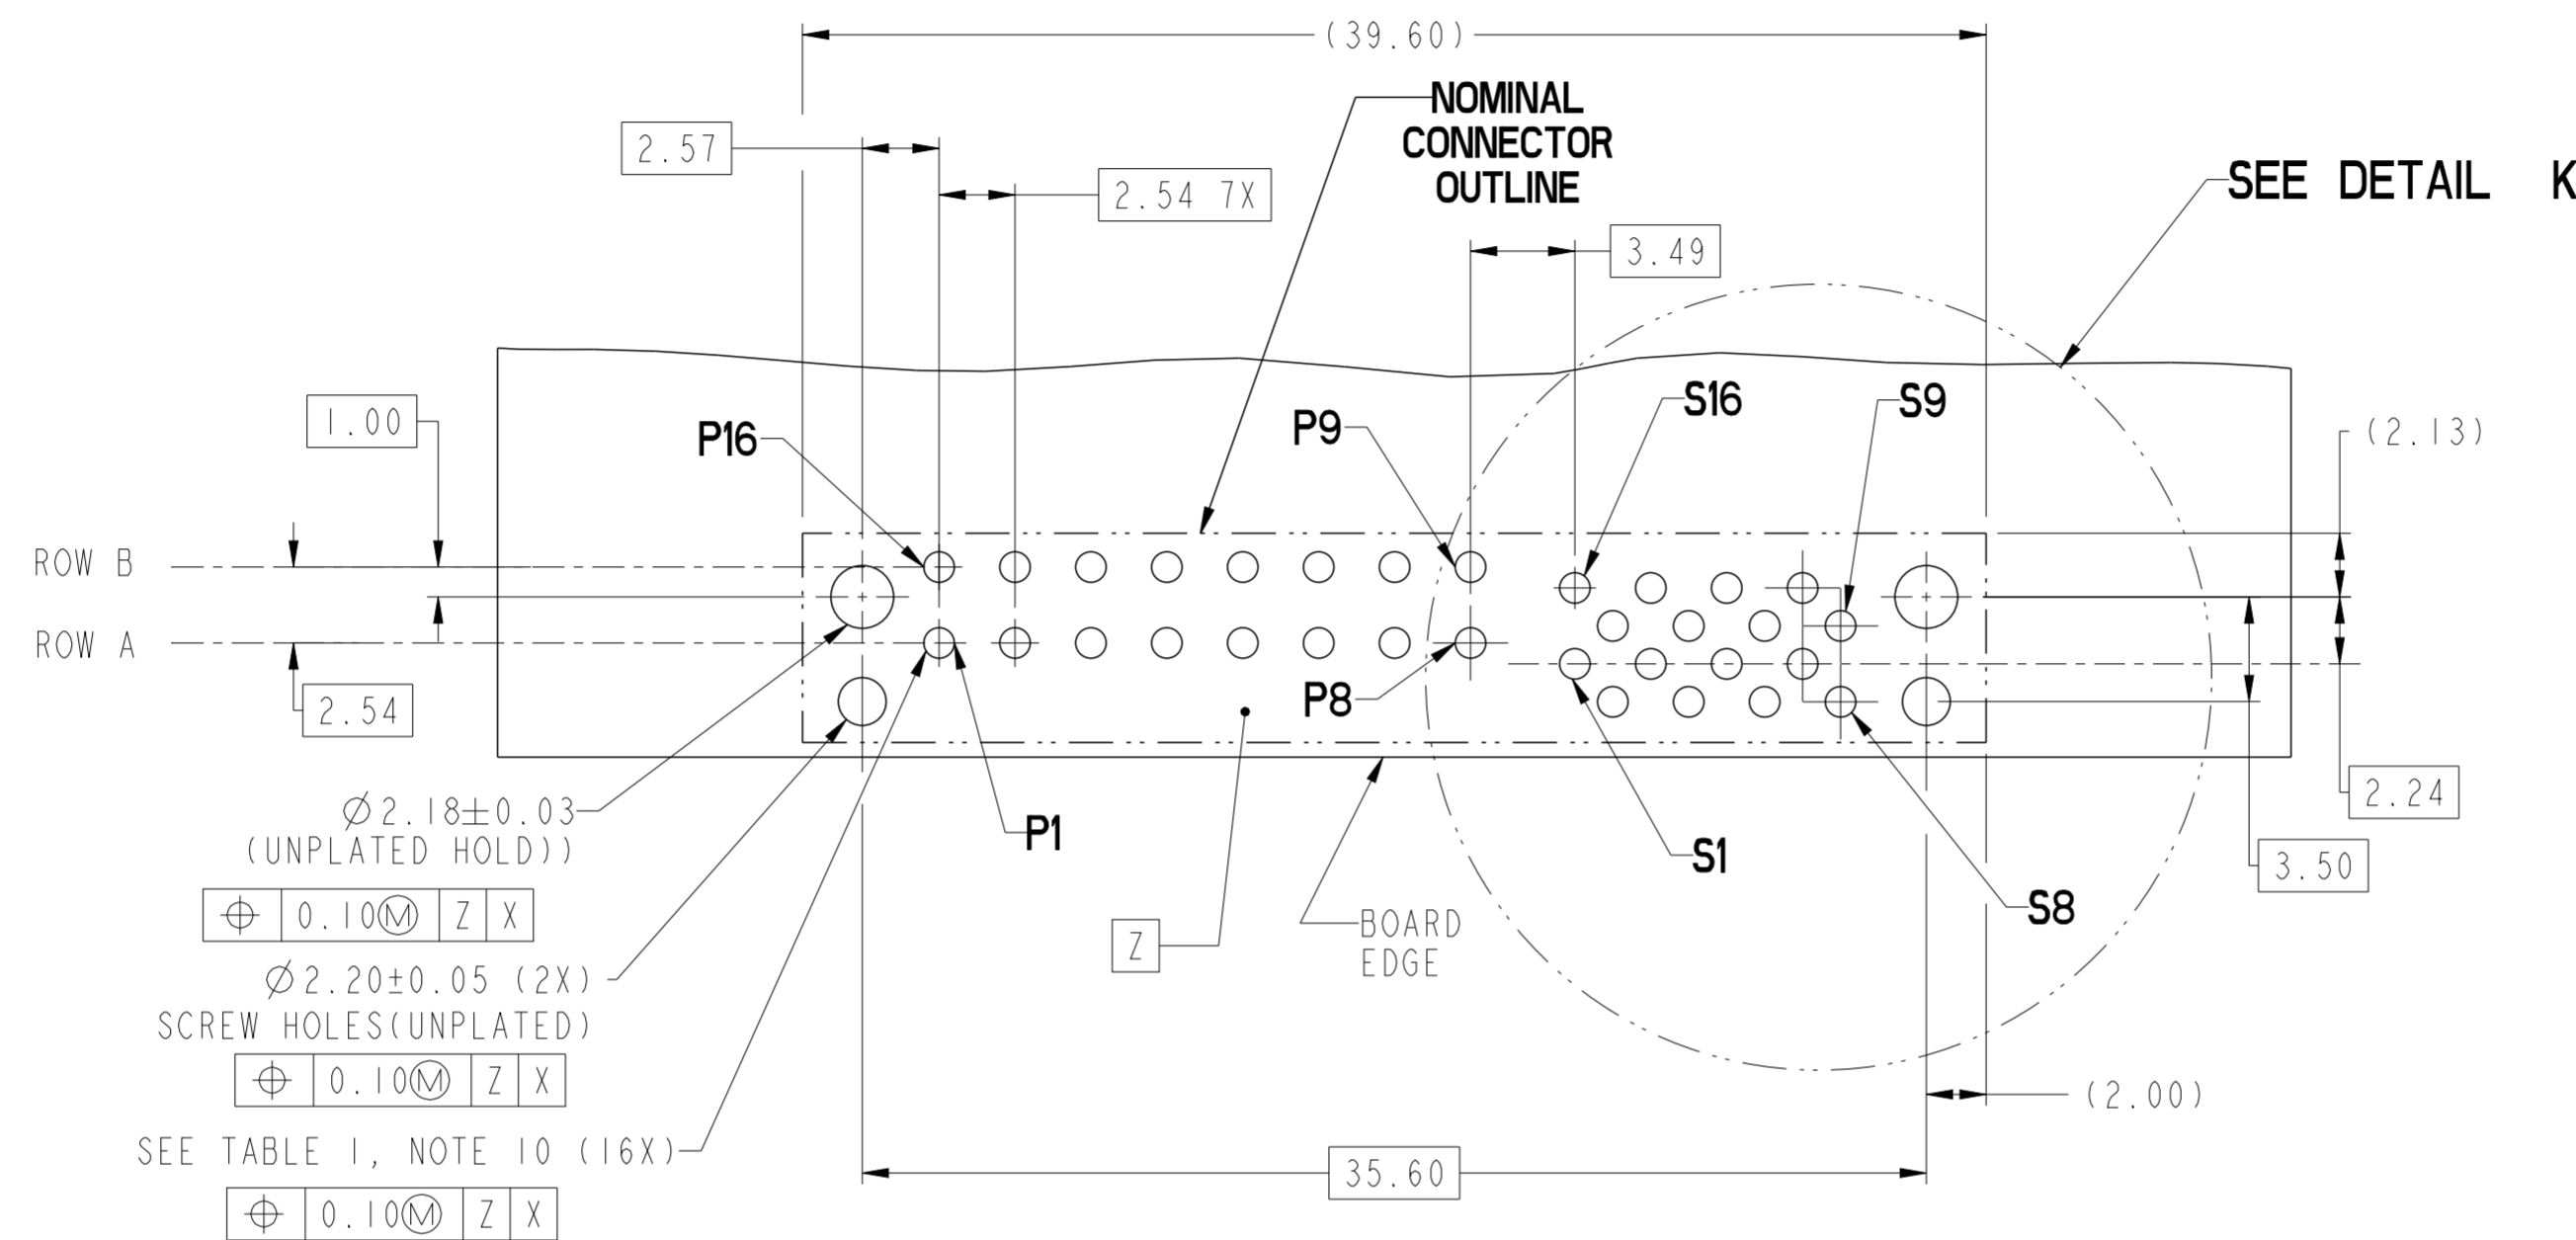 (39.60)
NOMINAL
CONNECTOR
OUTLINE
2.57
2.54 7X
SEE DETAIL K
3.49
1.00
P16
P9
S16
S9
(2.13)
ROW B
ROW A
2.54
P8
2.24
Ø2.18±0.03
(UNPLATED HOLD))
P1
S1
3.50
⌖ 0.10Ⓜ Z X
Z
BOARD
EDGE
S8
Ø2.20±0.05 (2X)
SCREW HOLES(UNPLATED)
⌖ 0.10Ⓜ Z X
(2.00)
SEE TABLE 1, NOTE 10 (16X)
35.60
⌖ 0.10Ⓜ Z X